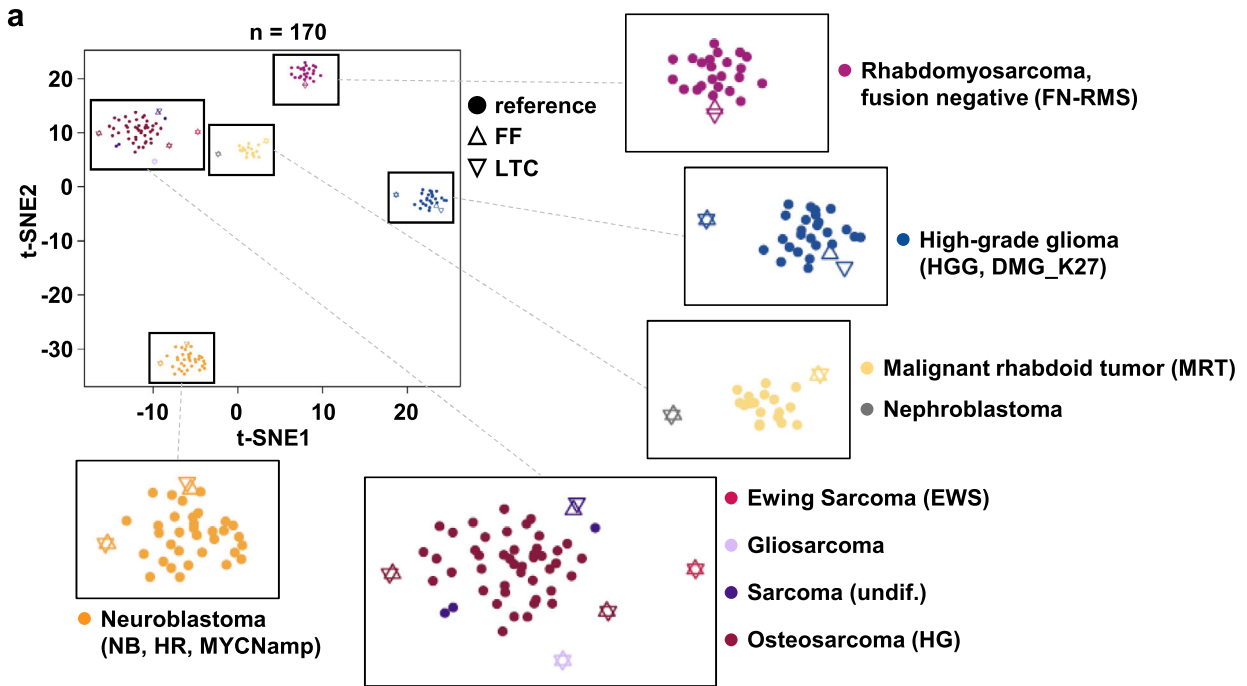 a
n = 170
20
10
0
-10
-20
-30
t-SNE2
-10
0
10
20
t-SNE1
reference
FF
LTC
Rhabdomyosarcoma,
fusion negative (FN-RMS)
High-grade glioma
(HGG, DMG_K27)
Malignant rhabdoid tumor (MRT)
Nephroblastoma
Ewing Sarcoma (EWS)
Gliosarcoma
Sarcoma (undif.)
Osteosarcoma (HG)
Neuroblastoma
(NB, HR, MYCNamp)